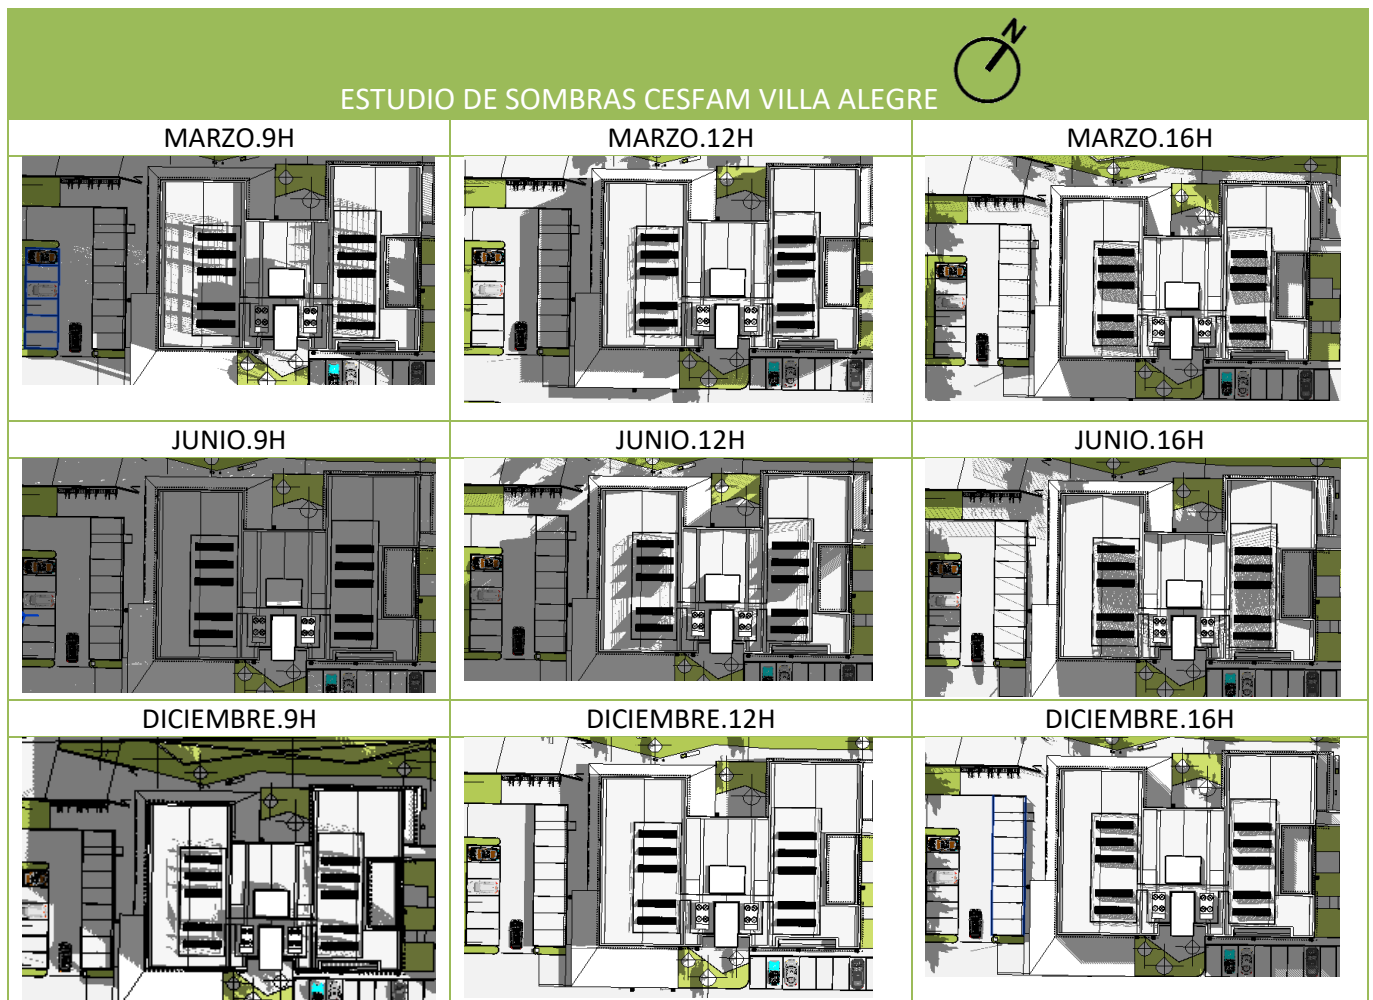 N
ESTUDIO DE SOMBRAS CESFAM VILLA ALEGRE
MARZO.9H
MARZO.12H
MARZO.16H
JUNIO.9H
JUNIO.12H
JUNIO.16H
DICIEMBRE.9H
DICIEMBRE.12H
DICIEMBRE.16H